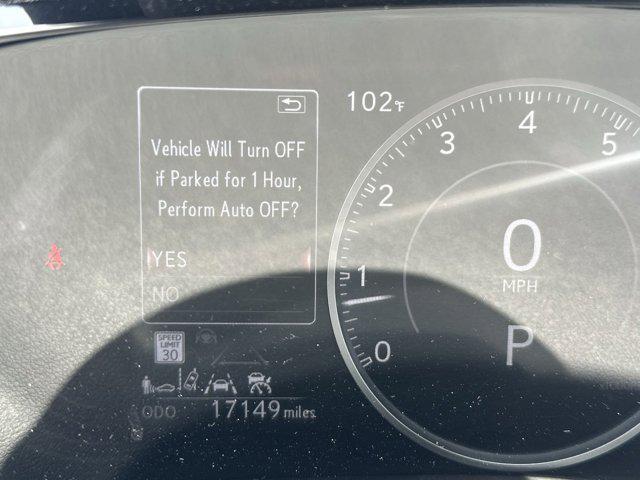 102°F
Vehicle Will Turn OFF
if Parked for 1 Hour,
Perform Auto OFF?
YES
NO
SPEED
LIMIT
30
ODO 17149 miles
0
1
2
3
4
5
0
MPH
P